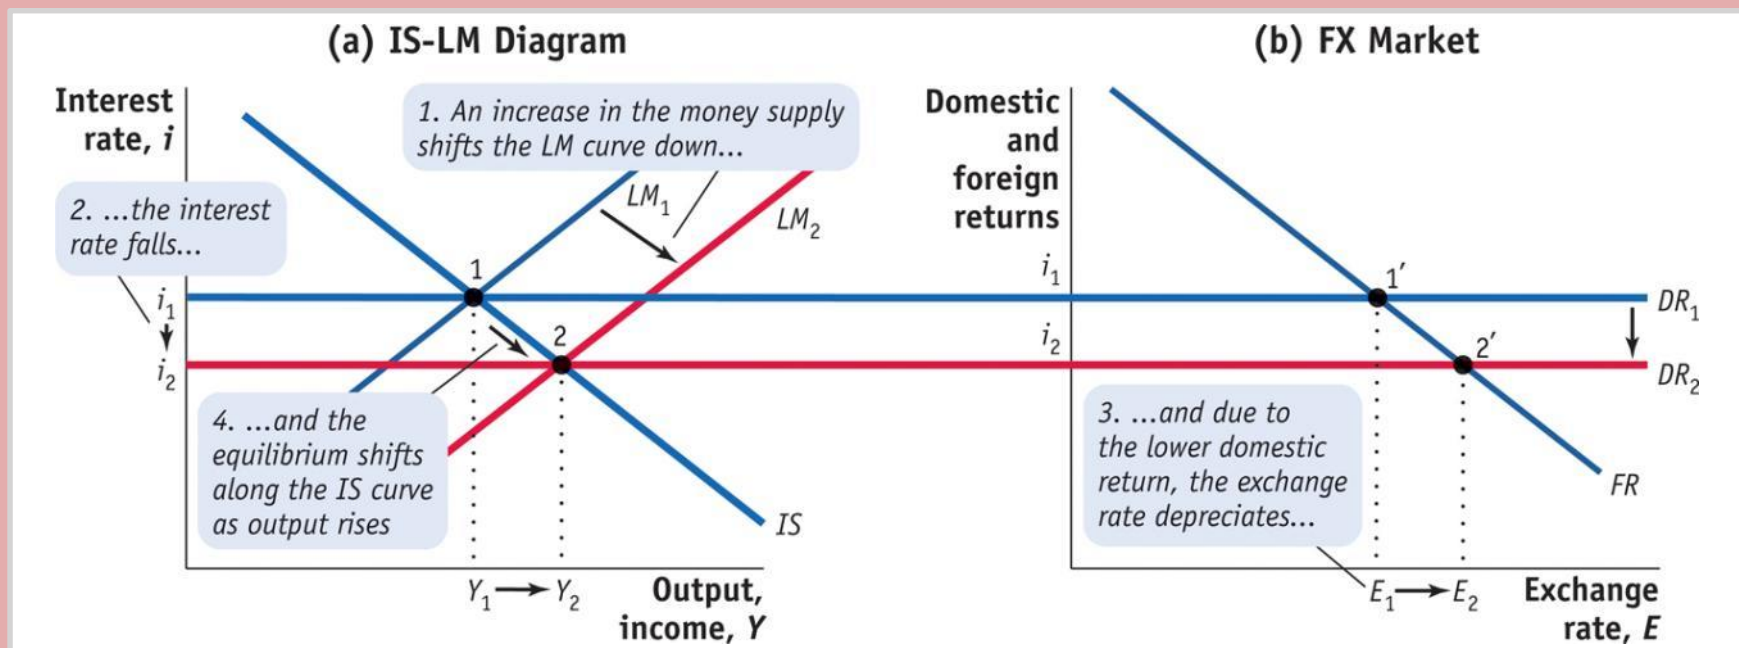 (a) IS-LM Diagram
Interest
rate, i
1. An increase in the money supply
shifts the LM curve down...
2. ...the interest
rate falls...
LM1
LM2
1
i1
2
i2
4. ...and the
equilibrium shifts
along the IS curve
as output rises
IS
Y1
Y2
Output,
income, Y
(b) FX Market
Domestic
and
foreign
returns
i1
1′
DR1
i2
2′
DR2
3. ...and due to
the lower domestic
return, the exchange
rate depreciates...
FR
E1
E2
Exchange
rate, E